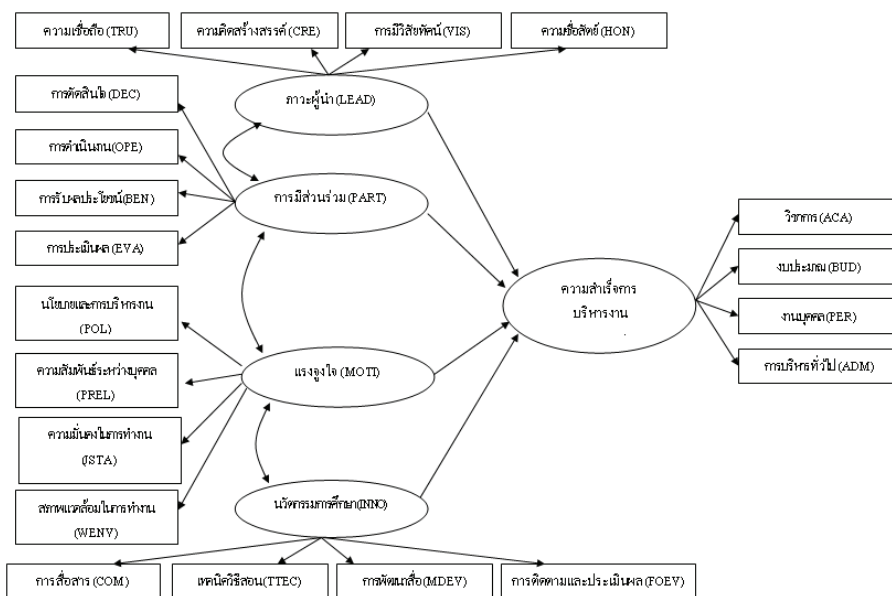 ความเชื่อถือ (TRU)
ความคิดสร้างสรรค์ (CRE)
การมีวิสัยทัศน์ (VIS)
ความซื่อสัตย์ (HON)
ภาวะผู้นำ (LEAD)
การตัดสินใจ (DEC)
การดำเนินงาน (OPE)
การรับผลประโยชน์ (BEN)
การประเมินผล (EVA)
การมีส่วนร่วม (PART)
วิชาการ (ACA)
งบประมาณ (BUD)
งานบุคคล (PER)
การบริหารทั่วไป (ADM)
ความสำเร็จการ
บริหารงาน
นโยบายและการบริหารงาน
(POL)
ความสัมพันธ์ระหว่างบุคคล
(PREL)
ความมั่นคงในการทำงาน
(JSTA)
สภาพแวดล้อมในการทำงาน
(WENV)
แรงจูงใจ (MOTI)
นวัตกรรมการศึกษา (INNO)
การสื่อสาร (COM)
เทคนิควิธีสอน (TTEC)
การพัฒนาสื่อ (MDEV)
การติดตามและประเมินผล (FOEV)